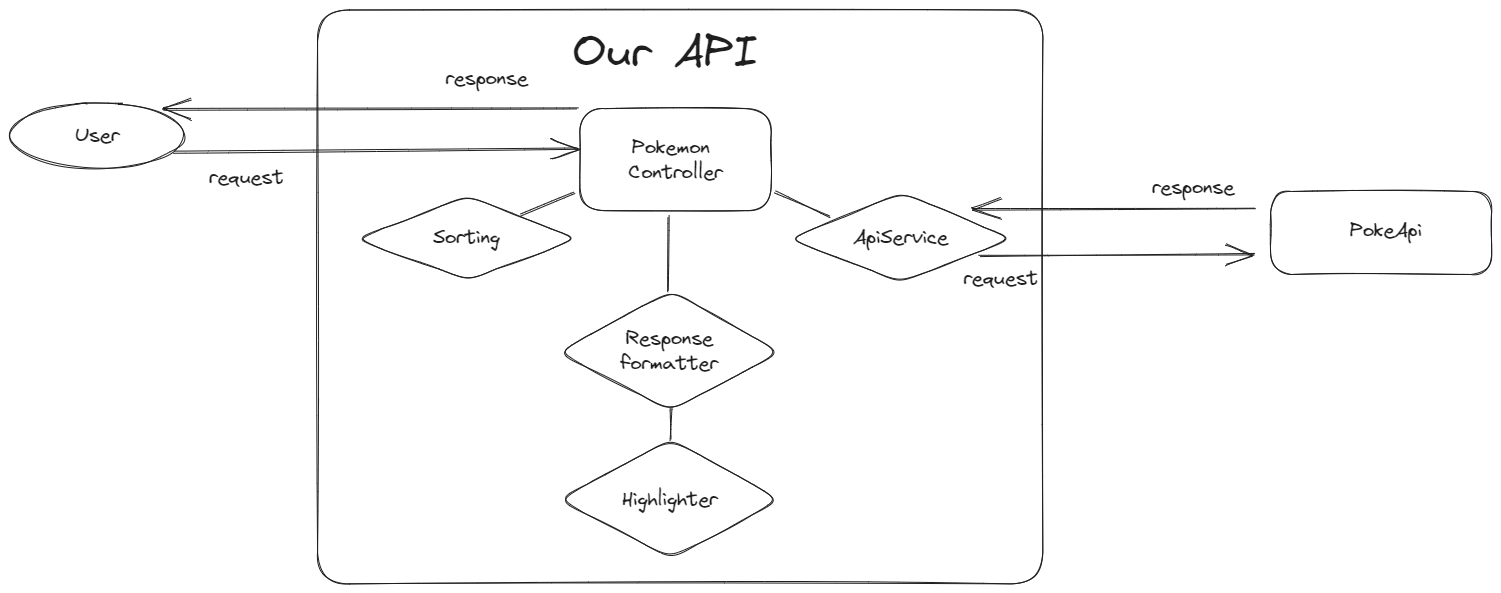 Our API
response
User
request
Pokemon
Controller
Sorting
ApiService
response
request
PokeApi
Response
formatter
Highlighter